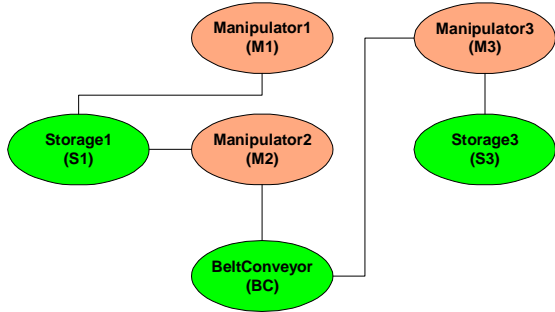 Manipulator1
(M1)
Manipulator3
(M3)
Storage1
(S1)
Manipulator2
(M2)
Storage3
(S3)
BeltConveyor
(BC)